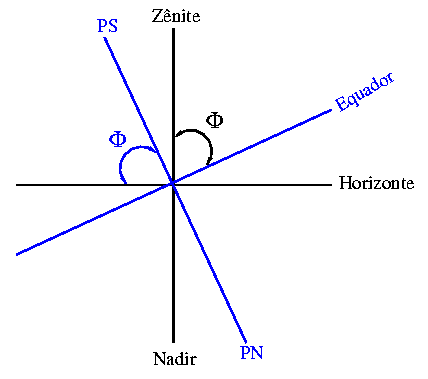 Zênite
PS
Equador
Φ
Φ
Horizonte
Nadir
PN